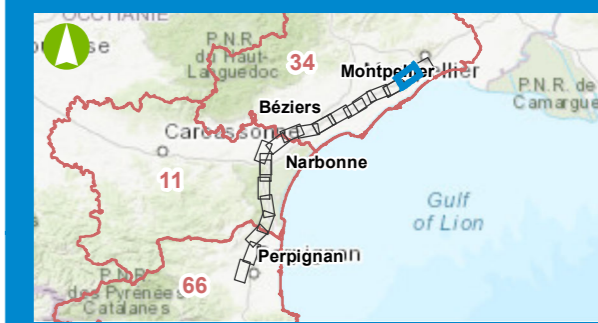 OCCITANIE
P.N.R.
du Haut-
Languedoc
34
Montpellier
P.N.R. de
Camargue
Béziers
Carcassonne
Narbonne
11
Gulf
of Lion
Perpignan
66
P.N.R.
des Pyrénées
Catalanes